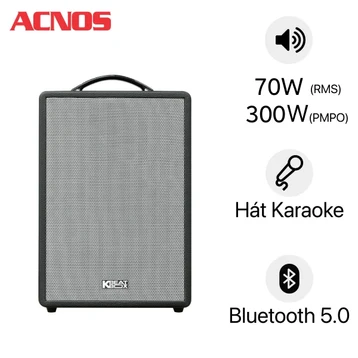 ACNOS
70W (RMS)
300W (PMPO)
Hát Karaoke
Bluetooth 5.0